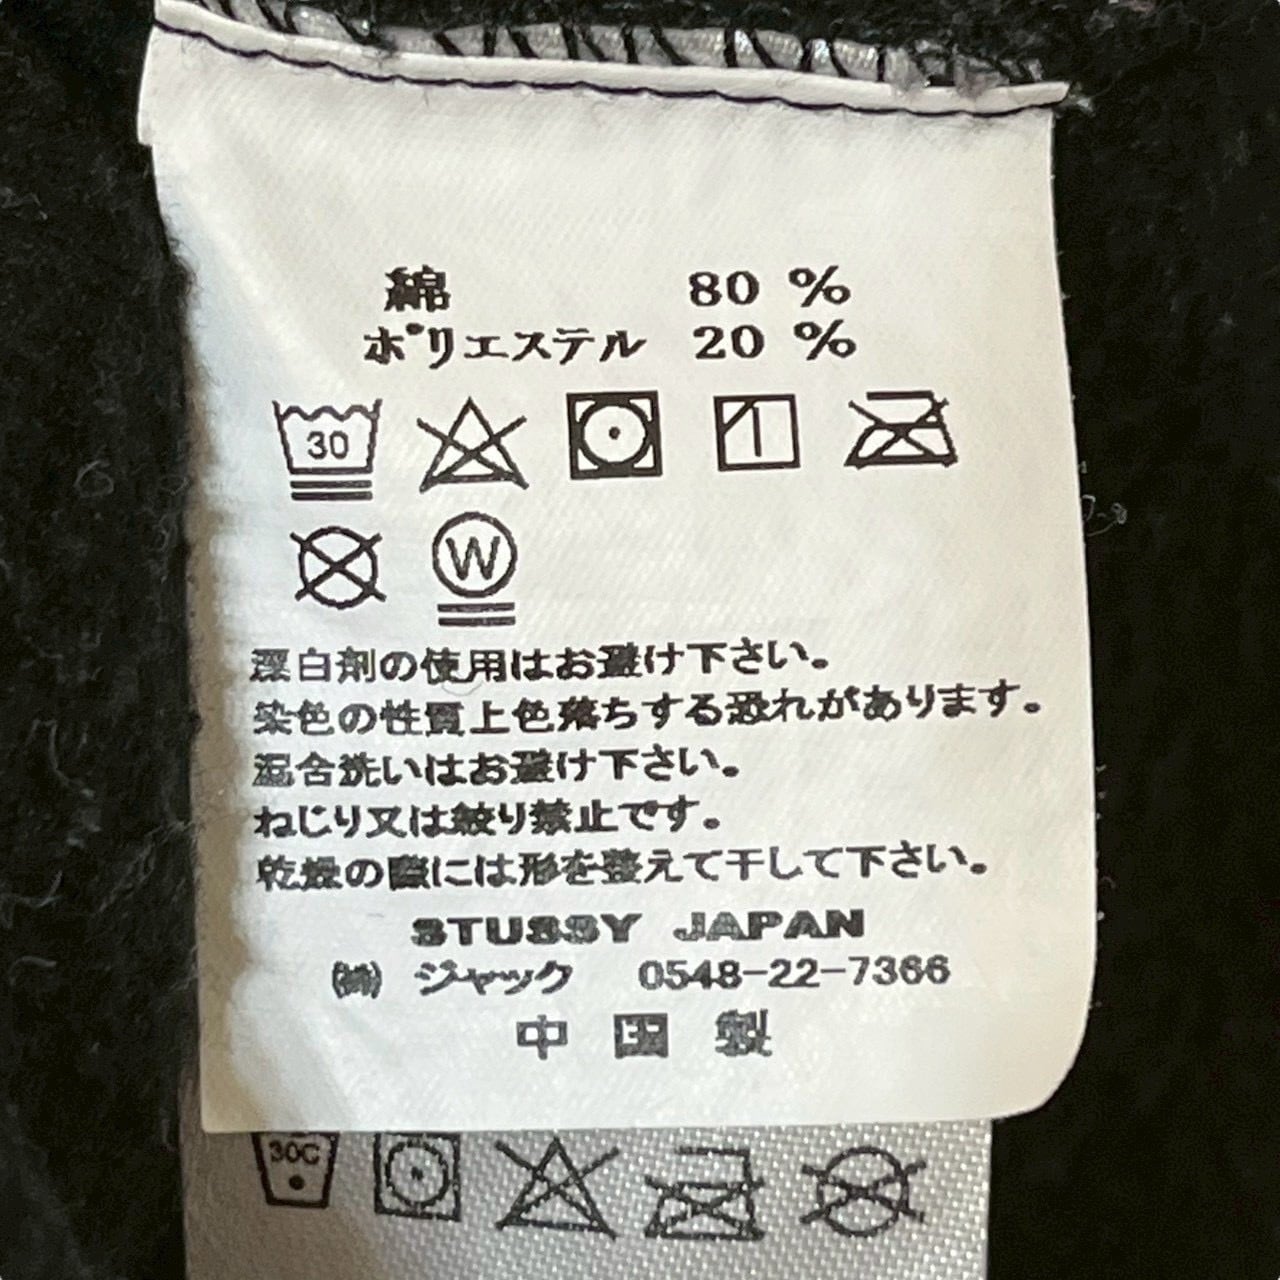 綿 80 %
ポリエステル 20 %
30
W
漂白剤の使用はお避け下さい。
染色の性質上色落ちする恐れがあります。
混合洗いはお避け下さい。
ねじり又は絞り禁止です。
乾燥の際には形を整えて干して下さい。
STUSSY JAPAN
㈱ ジャック 0548-22-7366
中国製
30C